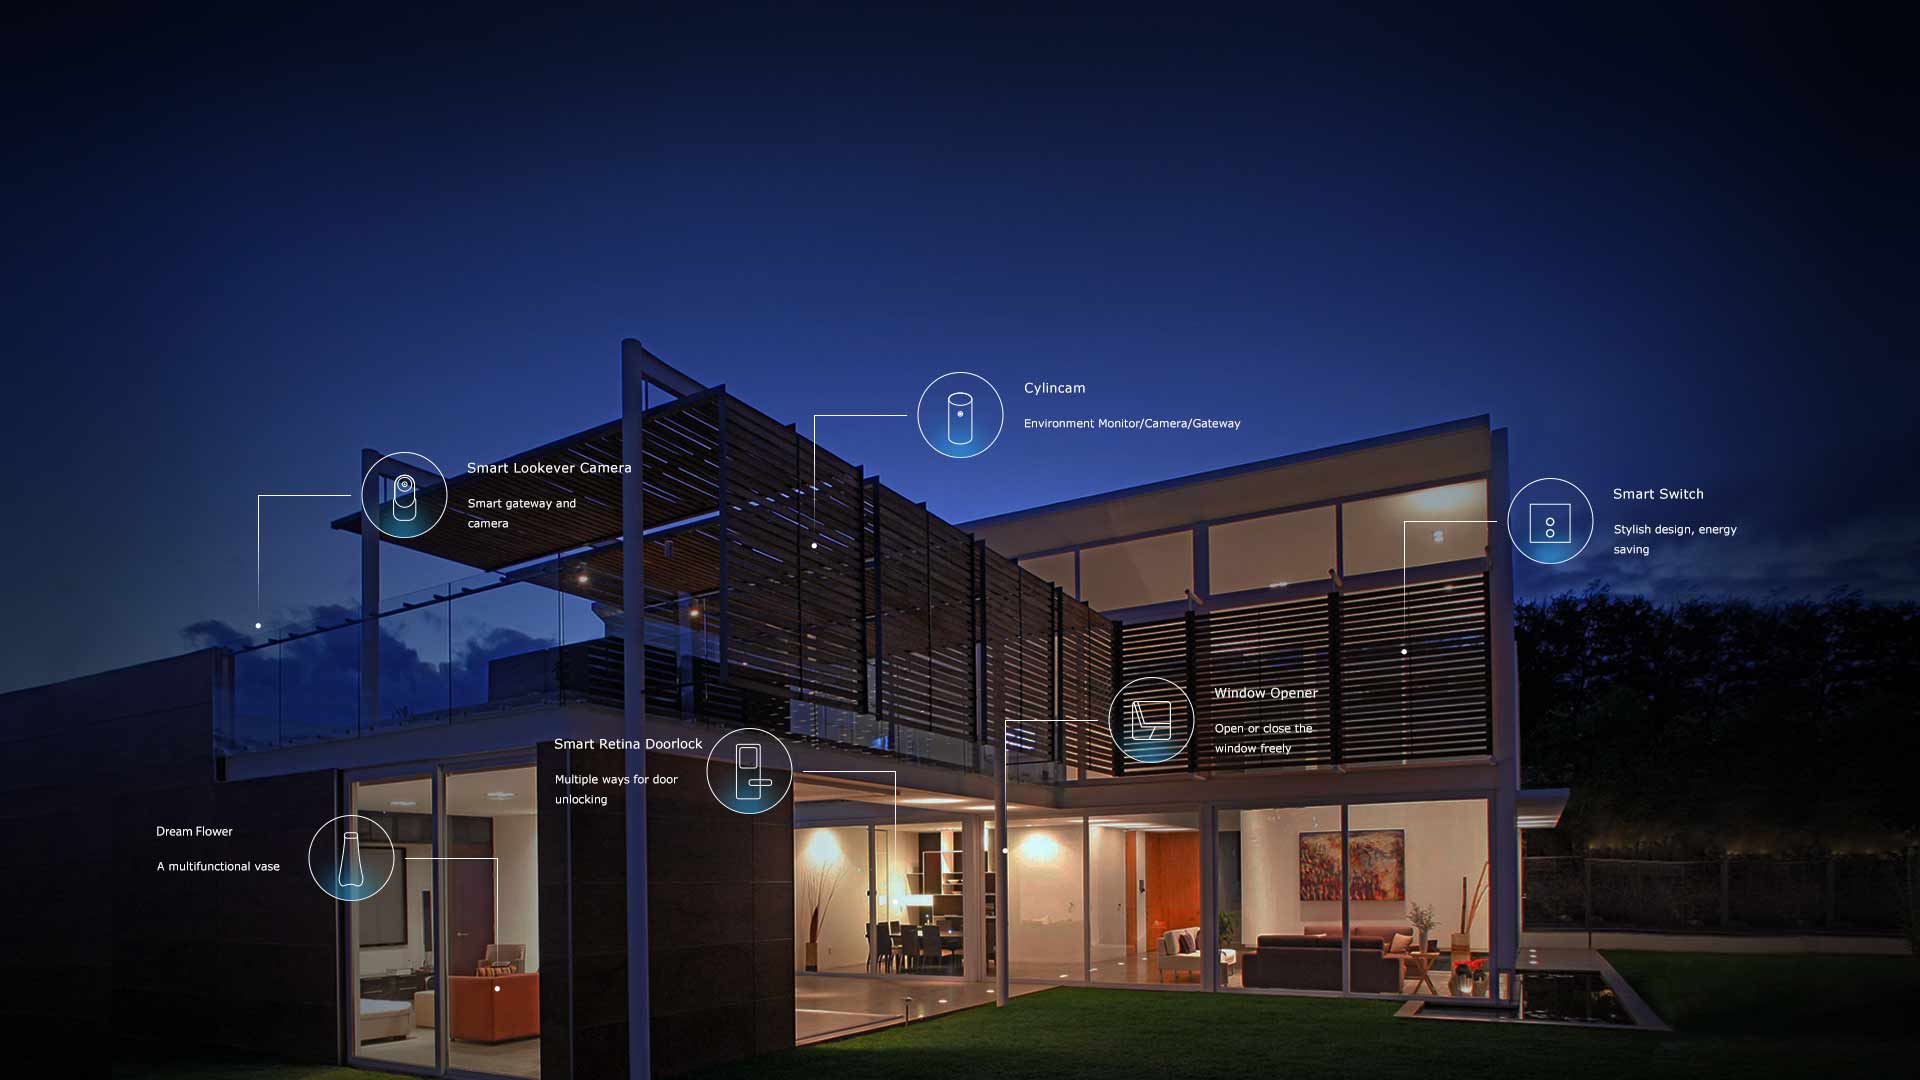 Cylincam
Environment Monitor/Camera/Gateway
Smart Lookever Camera
Smart gateway and
camera
Smart Switch
Stylish design, energy
saving
Window Opener
Open or close the
window freely
Smart Retina Doorlock
Multiple ways for door
unlocking
Dream Flower
A multifunctional vase